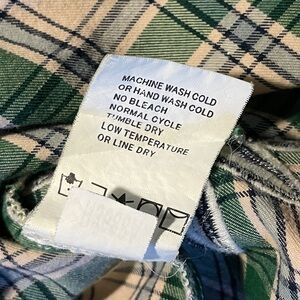 MACHINE WASH COLD
OR HAND WASH COLD
NO BLEACH
NORMAL CYCLE
TUMBLE DRY
LOW TEMPERATURE
OR LINE DRY